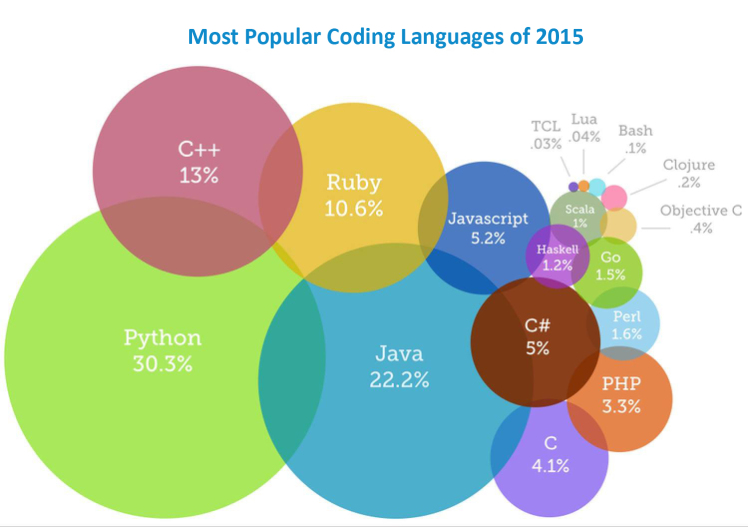 Most Popular Coding Languages of 2015
C++
13%
Ruby
10.6%
TCL
.03%
Lua
.04%
Bash
.1%
Clojure
.2%
Objective C
.4%
Javascript
5.2%
Scala
1%
Haskell
1.2%
Go
1.5%
Python
30.3%
Java
22.2%
C#
5%
Perl
1.6%
PHP
3.3%
C
4.1%